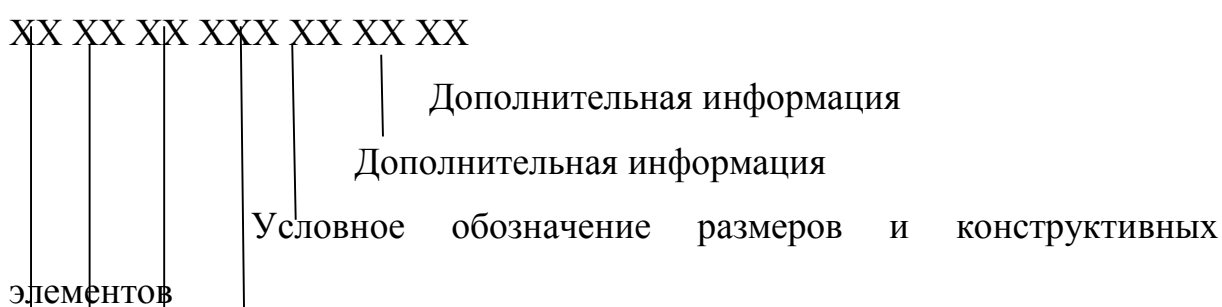 ХХ ХХ ХХ ХХХ ХХ ХХ ХХ
Дополнительная информация
Дополнительная информация
Условное обозначение размеров и конструктивных
элементов